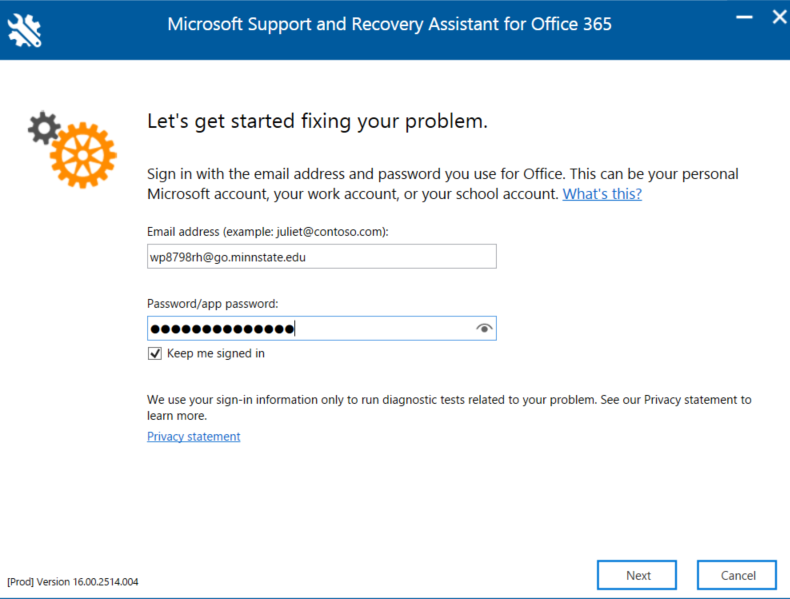 Microsoft Support and Recovery Assistant for Office 365
Let's get started fixing your problem.
Sign in with the email address and password you use for Office. This can be your personal
Microsoft account, your work account, or your school account. What's this?
Email address (example: juliet@contoso.com):
wp8798rh@go.minnstate.edu
Password/app password:
●●●●●●●●●●●●●●
Keep me signed in
We use your sign-in information only to run diagnostic tests related to your problem. See our Privacy statement to
learn more.
Privacy statement
[Prod] Version 16.00.2514.004
Next
Cancel